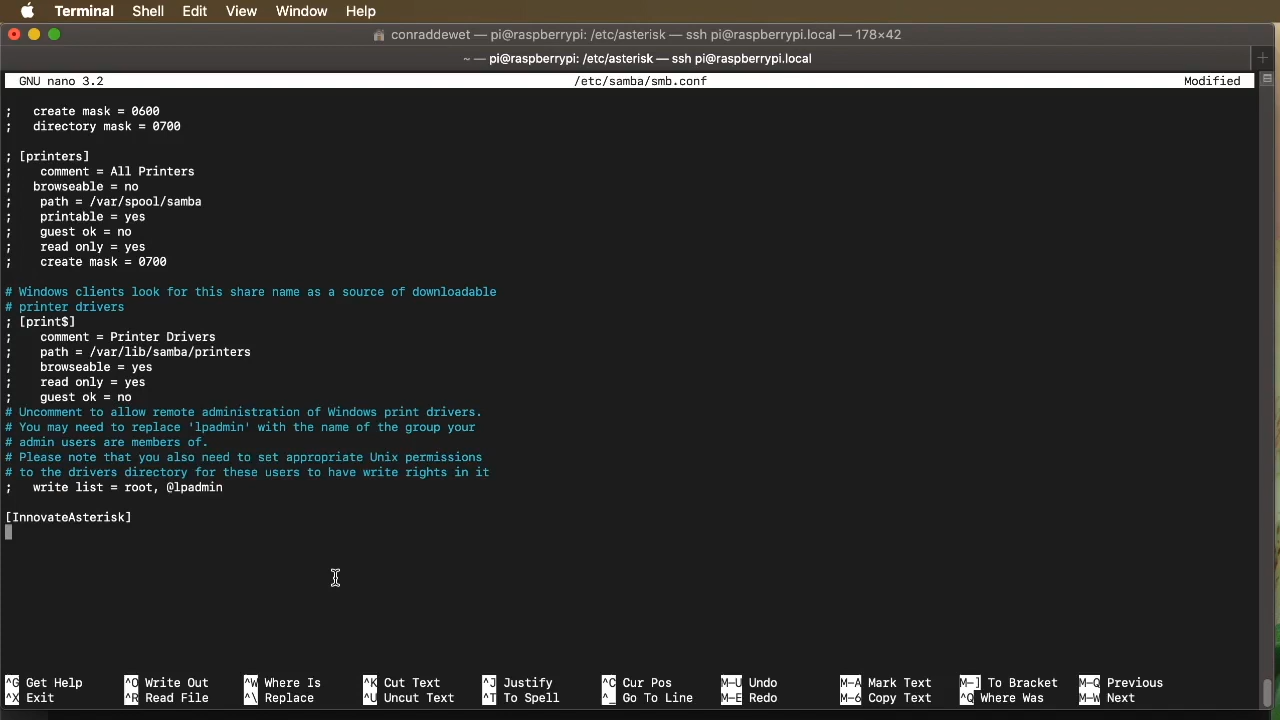 Terminal Shell Edit View Window Help
conraddewet — pi@raspberrypi: /etc/asterisk — ssh pi@raspberrypi.local — 178×42
~ — pi@raspberrypi: /etc/asterisk — ssh pi@raspberrypi.local
GNU nano 3.2 /etc/samba/smb.conf Modified
;   create mask = 0600
;   directory mask = 0700
; [printers]
;    comment = All Printers
;   browseable = no
;    path = /var/spool/samba
;    printable = yes
;    guest ok = no
;    read only = yes
;    create mask = 0700
# Windows clients look for this share name as a source of downloadable
# printer drivers
; [print$]
;    comment = Printer Drivers
;    path = /var/lib/samba/printers
;    browseable = yes
;    read only = yes
;    guest ok = no
# Uncomment to allow remote administration of Windows print drivers.
# You may need to replace 'lpadmin' with the name of the group your
# admin users are members of.
# Please note that you also need to set appropriate Unix permissions
# to the drivers directory for these users to have write rights in it
;   write list = root, @lpadmin
[InnovateAsterisk]
^G Get Help ^O Write Out ^W Where Is ^K Cut Text ^J Justify ^C Cur Pos M-U Undo M-A Mark Text M-] To Bracket M-Q Previous
^X Exit ^R Read File ^\ Replace ^U Uncut Text ^T To Spell ^_ Go To Line M-E Redo M-6 Copy Text ^Q Where Was M-W Next